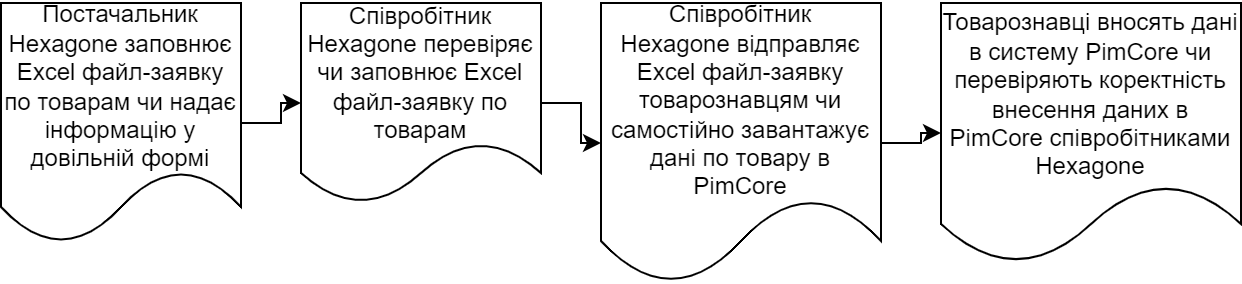 Постачальник
Hexagone заповнює
Excel файл-заявку
по товарам чи надає
інформацію у
довільній формі
Співробітник
Hexagone перевіряє
чи заповнює Excel
файл-заявку по
товарам
Співробітник
Hexagone відправляє
Excel файл-заявку
товарознавцям чи
самостійно завантажує
дані по товару в
PimCore
Товарознавці вносять дані
в систему PimCore чи
перевіряють коректність
внесення даних в
PimCore співробітниками
Hexagone